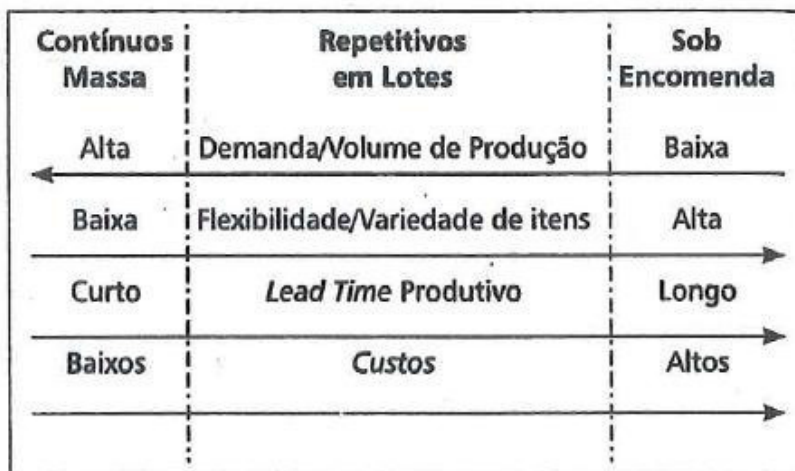 Contínuos Repetitivos Sob
Massa em Lotes Encomenda
Alta Demanda/Volume de Produção Baixa
Baixa Flexibilidade/Variedade de itens Alta
Curto Lead Time Produtivo Longo
Baixos Custos Altos